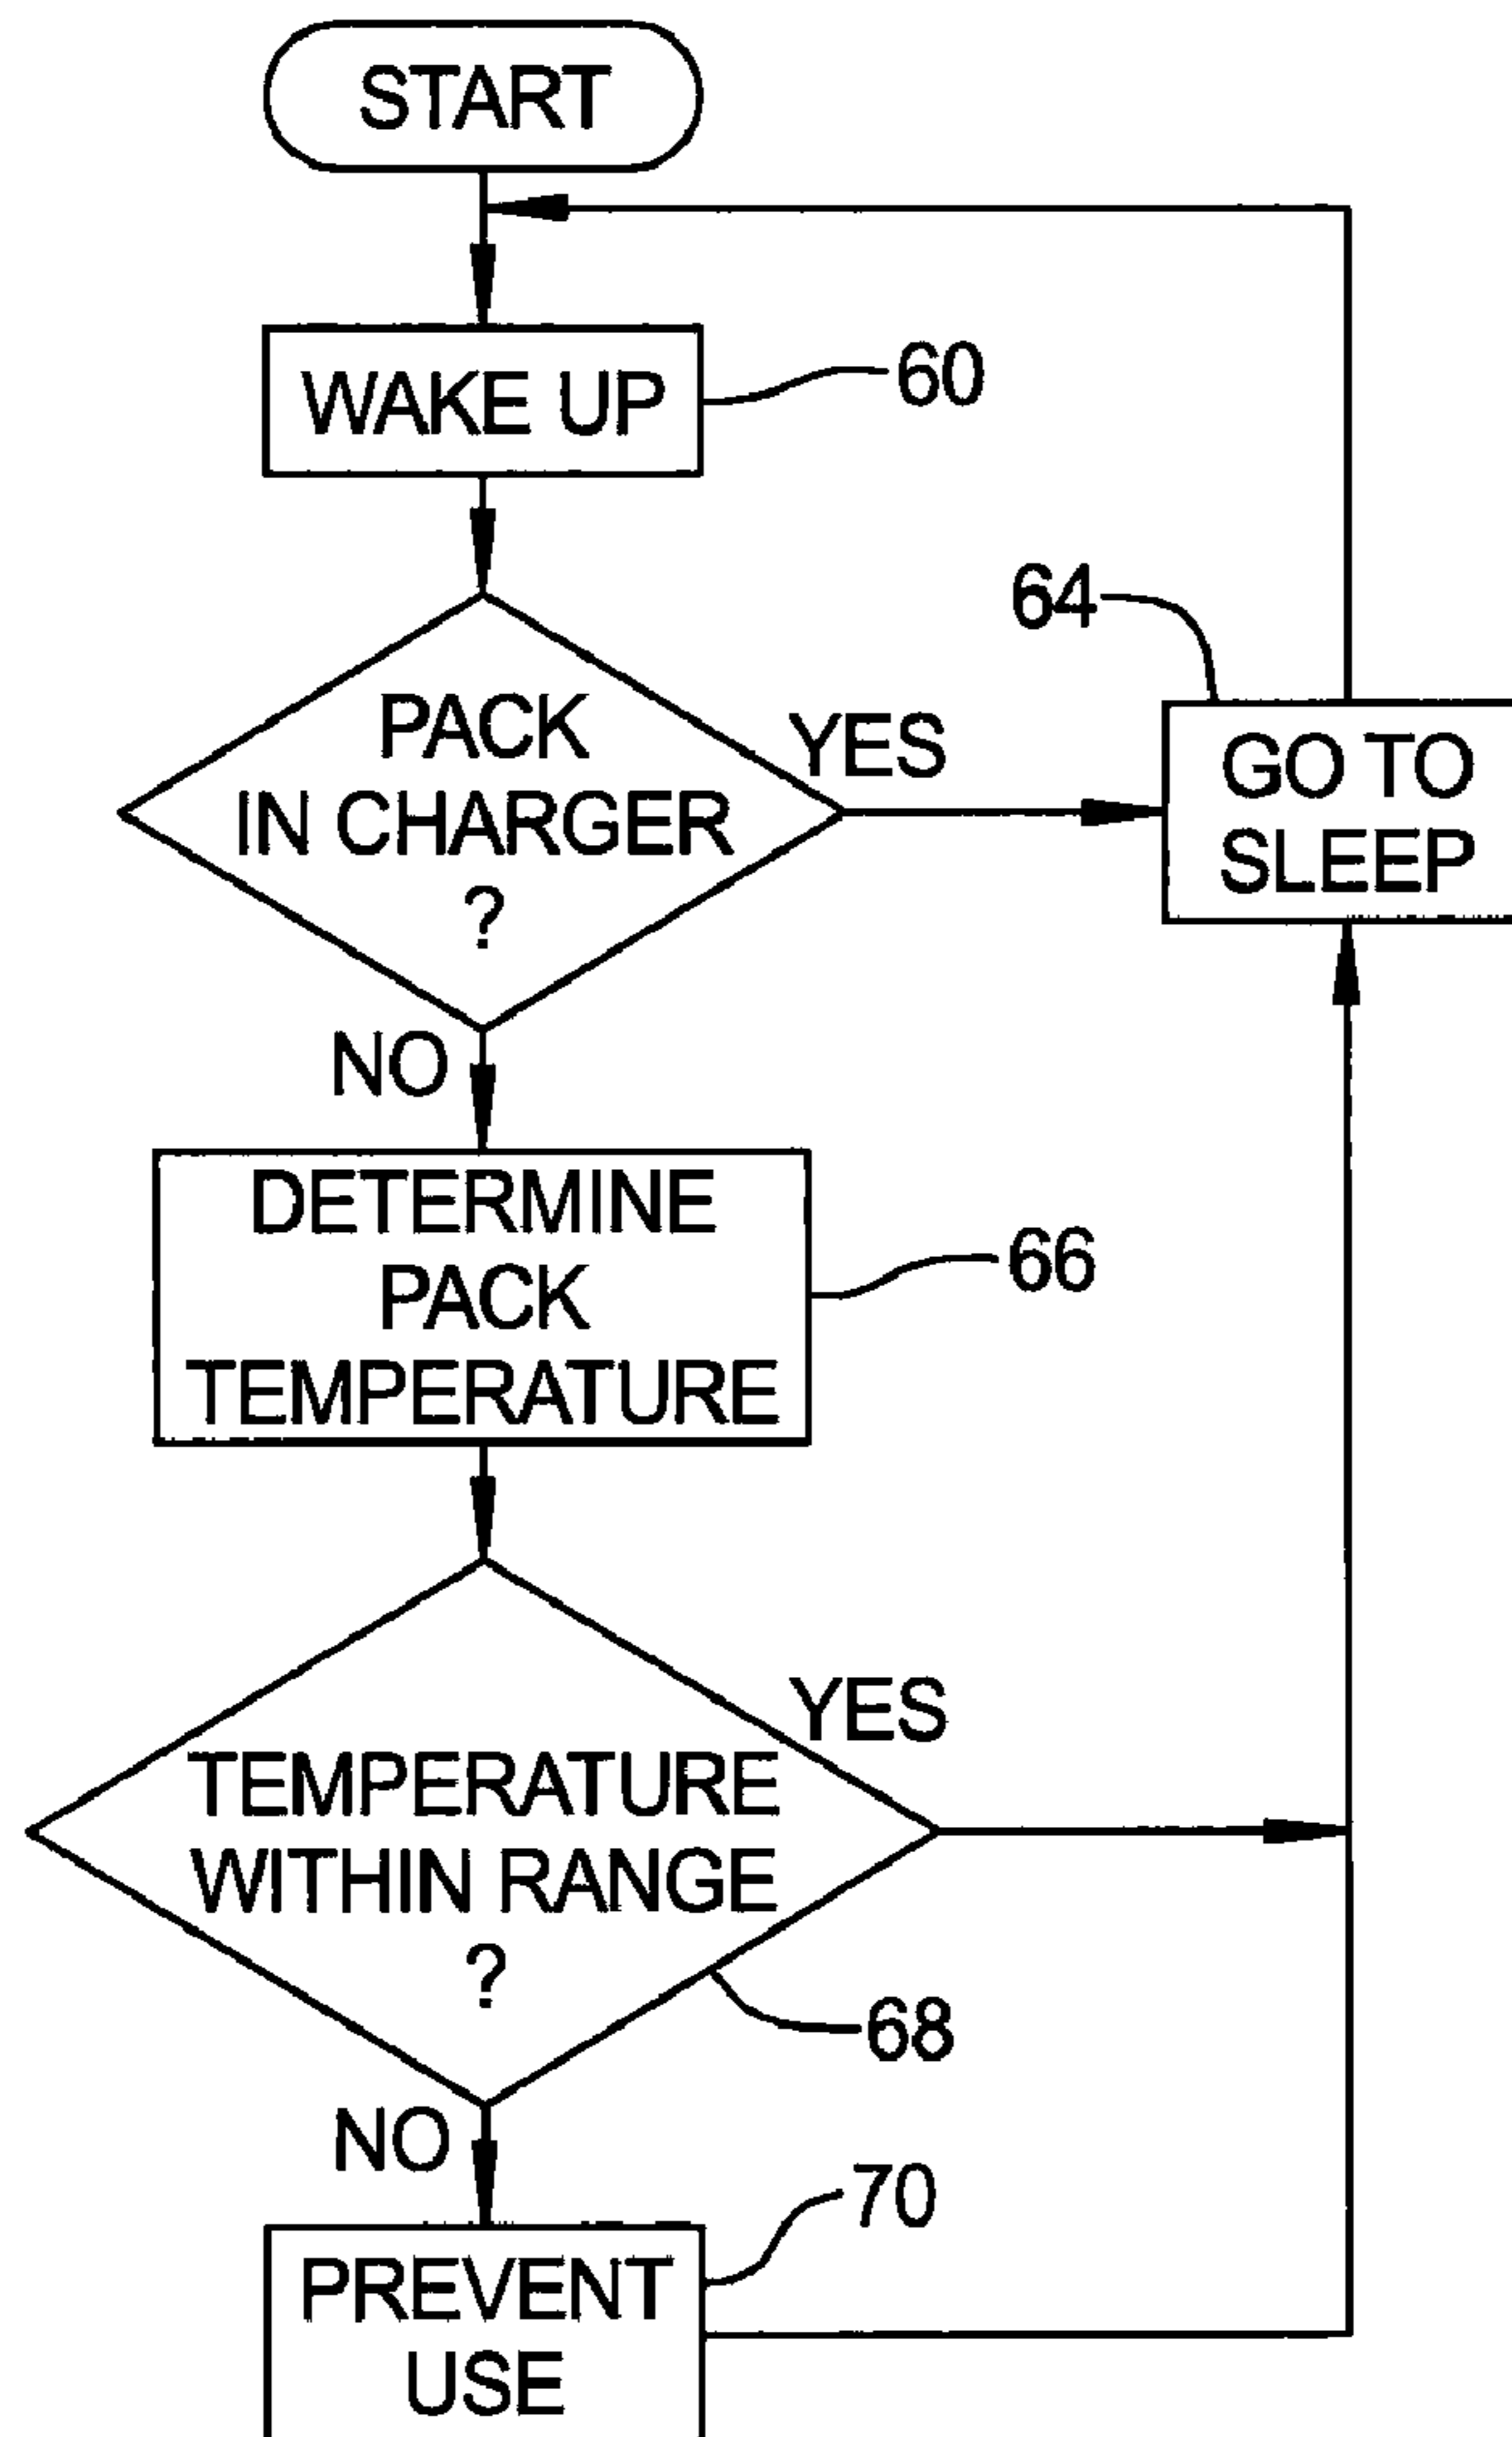 START
WAKE UP
60
64
PACK
IN CHARGER
?
YES
GO TO
SLEEP
NO
DETERMINE
PACK
TEMPERATURE
66
YES
TEMPERATURE
WITHIN RANGE
?
68
NO
70
PREVENT
USE